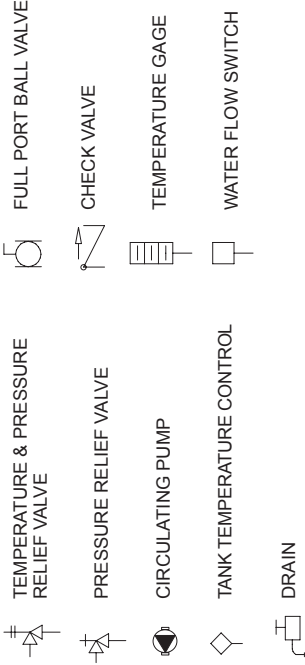 TEMPERATURE & PRESSURE
RELIEF VALVE
PRESSURE RELIEF VALVE
CIRCULATING PUMP
TANK TEMPERATURE CONTROL
DRAIN
FULL PORT BALL VALVE
CHECK VALVE
TEMPERATURE GAGE
WATER FLOW SWITCH